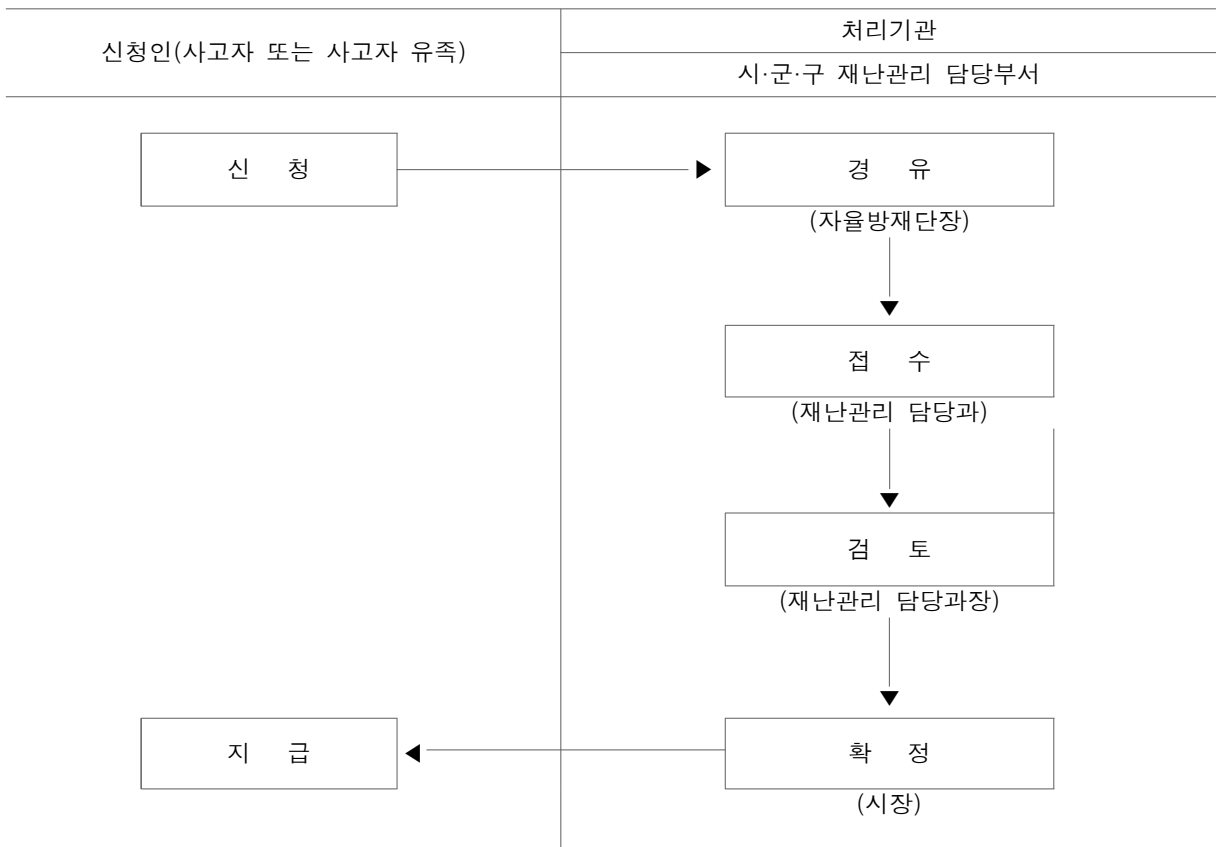 신청인(사고자 또는 사고자 유족)
처리기관
시·군·구 재난관리 담당부서
신 청
경 유
(자율방재단장)
접 수
(재난관리 담당과)
검 토
(재난관리 담당과장)
지 급
확 정
(시장)